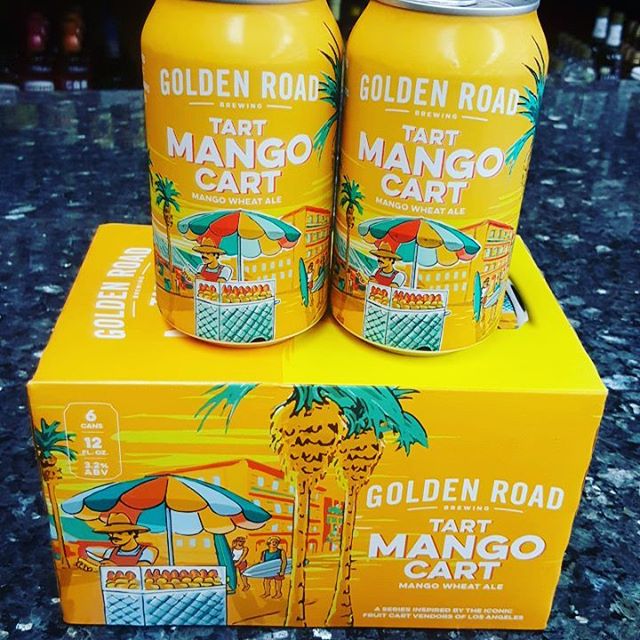 GOLDEN ROAD
BREWING
TART
MANGO
CART
MANGO WHEAT ALE
GOLDEN ROAD
BREWING
TART
MANGO
CART
MANGO WHEAT ALE
GOLDEN ROAD
BREWING
6
CANS
12
FL. OZ.
3.2%
ABV
GOLDEN ROAD
BREWING
TART
MANGO
CART
MANGO WHEAT ALE
A SERIES INSPIRED BY THE ICONIC
FRUIT CART VENDORS OF LOS ANGELES